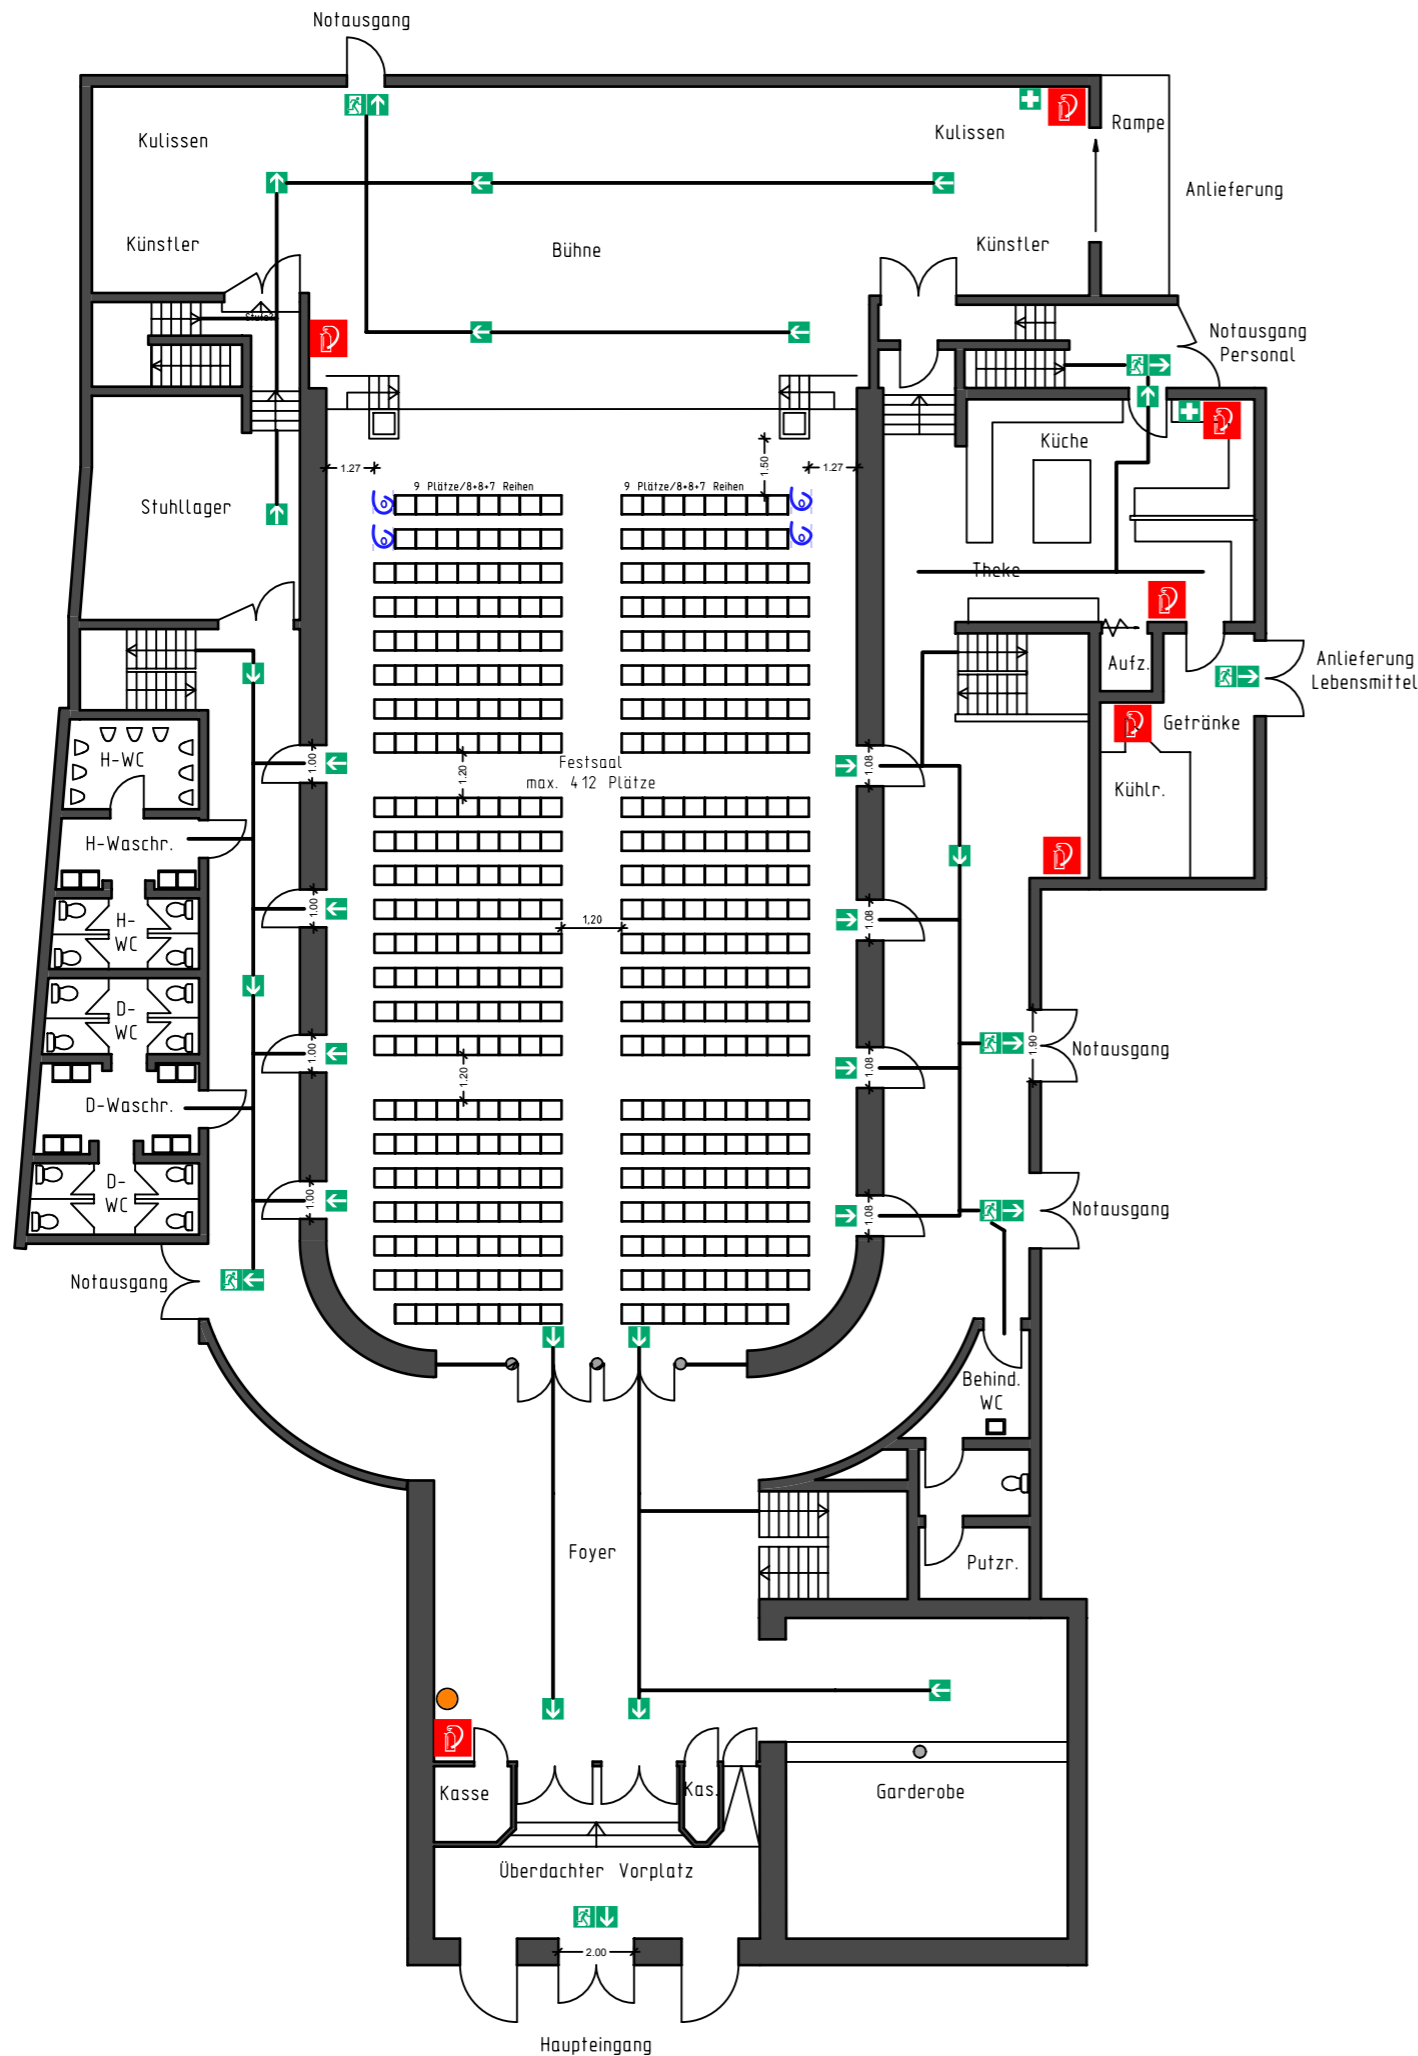 Notausgang
Kulissen
Kulissen
Rampe
Anlieferung
Künstler
Bühne
Künstler
Stufe?
Notausgang
Personal
Küche
1.27
1.50
1.27
9 Plätze/8+8+7 Reihen
9 Plätze/8+8+7 Reihen
Stuhllager
Theke
Aufz.
Anlieferung
Lebensmittel
Getränke
H-WC
1.00
1.20
Festsaal
max. 412 Plätze
1.08
Kühlr.
H-Waschr.
1.00
1,20
1.08
H-
WC
D-
WC
1.00
1.20
1.08
1.90
Notausgang
D-Waschr.
D-
WC
1.00
1.08
Notausgang
Notausgang
Behind.
WC
Foyer
Putzr.
Kasse
Kas.
Garderobe
Überdachter Vorplatz
2.00
Haupteingang